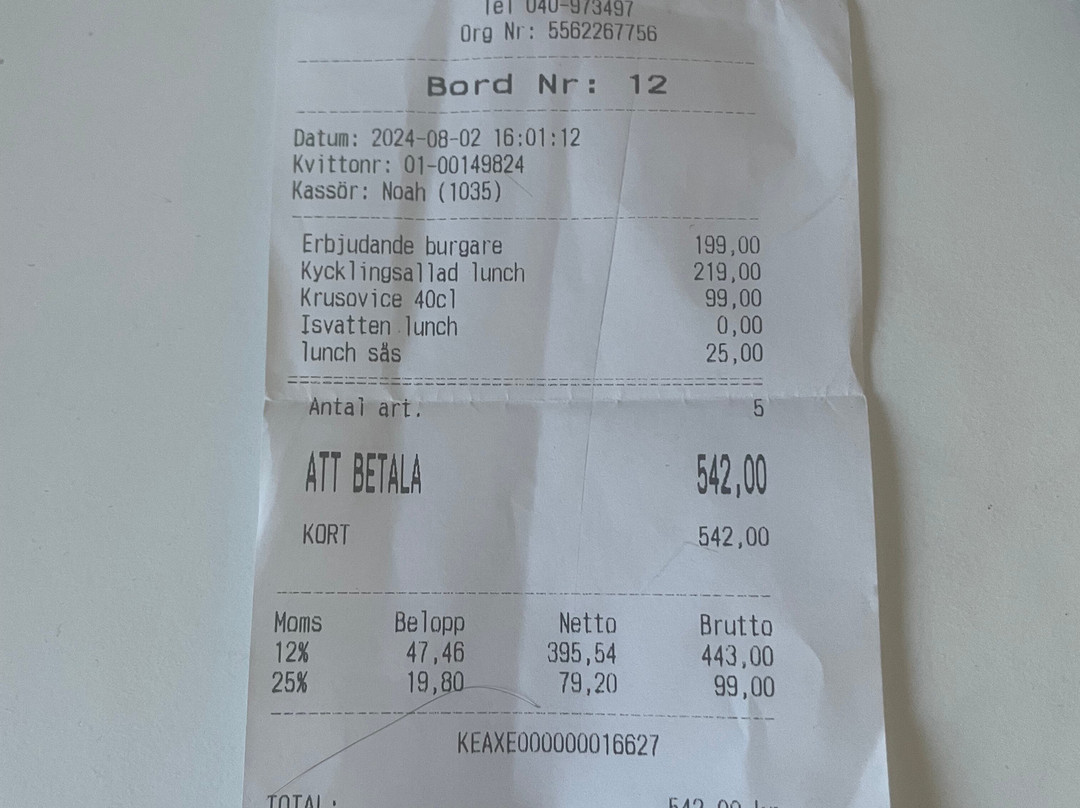 Tel 040-973497
Org Nr: 5562267756
Bord Nr: 12
Datum: 2024-08-02 16:01:12
Kvittonr: 01-00149824
Kassör: Noah (1035)
Erbjudande burgare 199,00
Kycklingsallad lunch 219,00
Krusovice 40cl 99,00
Isvatten lunch 0,00
lunch sås 25,00
Antal art. 5
ATT BETALA 542,00
KORT 542,00
Moms Belopp Netto Brutto
12% 47,46 395,54 443,00
25% 19,80 79,20 99,00
KEAXE000000016627
TOTAL: 542,00 kr